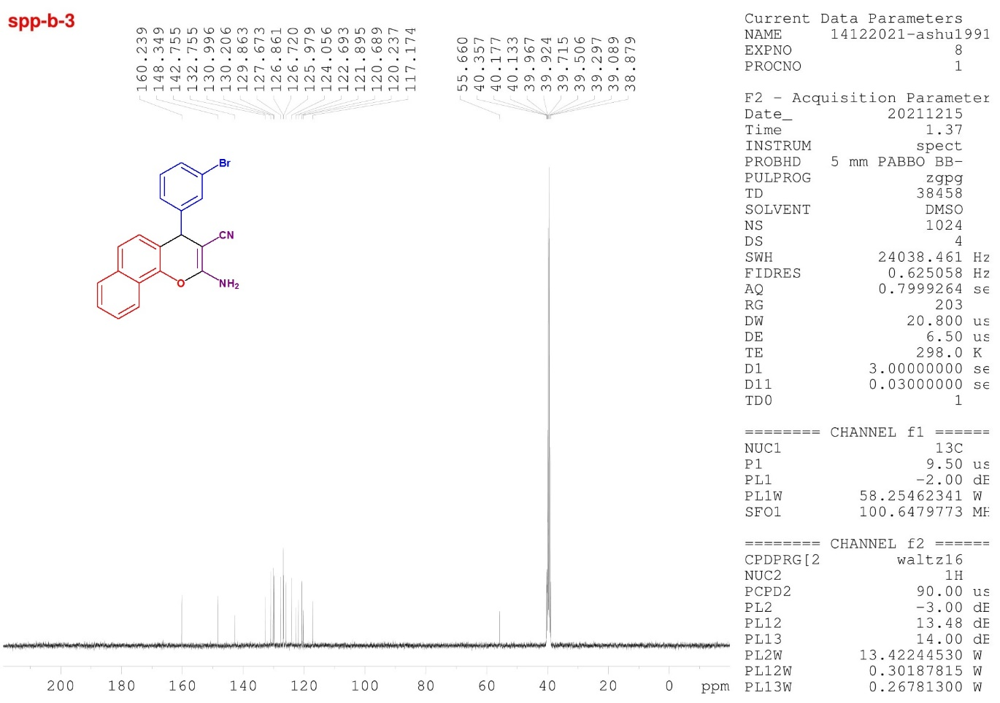 spp-b-3
160.239
148.349
142.755
132.755
130.996
130.206
129.863
127.673
126.861
126.720
125.979
124.056
122.693
121.895
120.689
120.237
117.174
55.660
40.357
40.177
40.133
39.967
39.924
39.715
39.506
39.297
39.089
38.879
Br
CN
O
NH2
200 180 160 140 120 100 80 60 40 20 0 ppm
Current Data Parameters
NAME 14122021-ashu1991
EXPNO 8
PROCNO 1
F2 - Acquisition Parameter
Date_ 20211215
Time 1.37
INSTRUM spect
PROBHD 5 mm PABBO BB-
PULPROG zgpg
TD 38458
SOLVENT DMSO
NS 1024
DS 4
SWH 24038.461 Hz
FIDRES 0.625058 Hz
AQ 0.7999264 se
RG 203
DW 20.800 us
DE 6.50 us
TE 298.0 K
D1 3.00000000 se
D11 0.03000000 se
TD0 1
======== CHANNEL f1 ======
NUC1 13C
P1 9.50 us
PL1 -2.00 dB
PL1W 58.25462341 W
SFO1 100.6479773 MH
======== CHANNEL f2 ======
CPDPRG[2 waltz16
NUC2 1H
PCPD2 90.00 us
PL2 -3.00 dB
PL12 13.48 dB
PL13 14.00 dB
PL2W 13.42244530 W
PL12W 0.30187815 W
PL13W 0.26781300 W